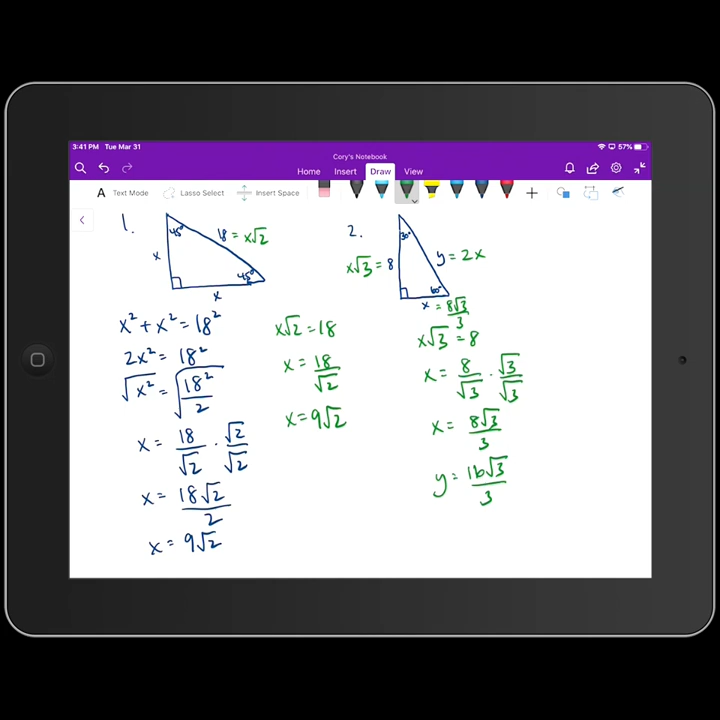 3:41 PM Tue Mar 31
57%
Cory's Notebook
Home Insert Draw View
A Text Mode Lasso Select Insert Space
1.
45°
18 = x√2
x
45°
x
x² + x² = 18²
2x² = 18²
√x² = √(18²/2)
x = 18/√2 · √2/√2
x = 18√2/2
x = 9√2
x√2 = 18
x = 18/√2
x = 9√2
2.
30°
x√3 = 8
y = 2x
60°
x = 8√3/3
x√3 = 8
x = 8/√3 · √3/√3
x = 8√3/3
y = 16√3/3